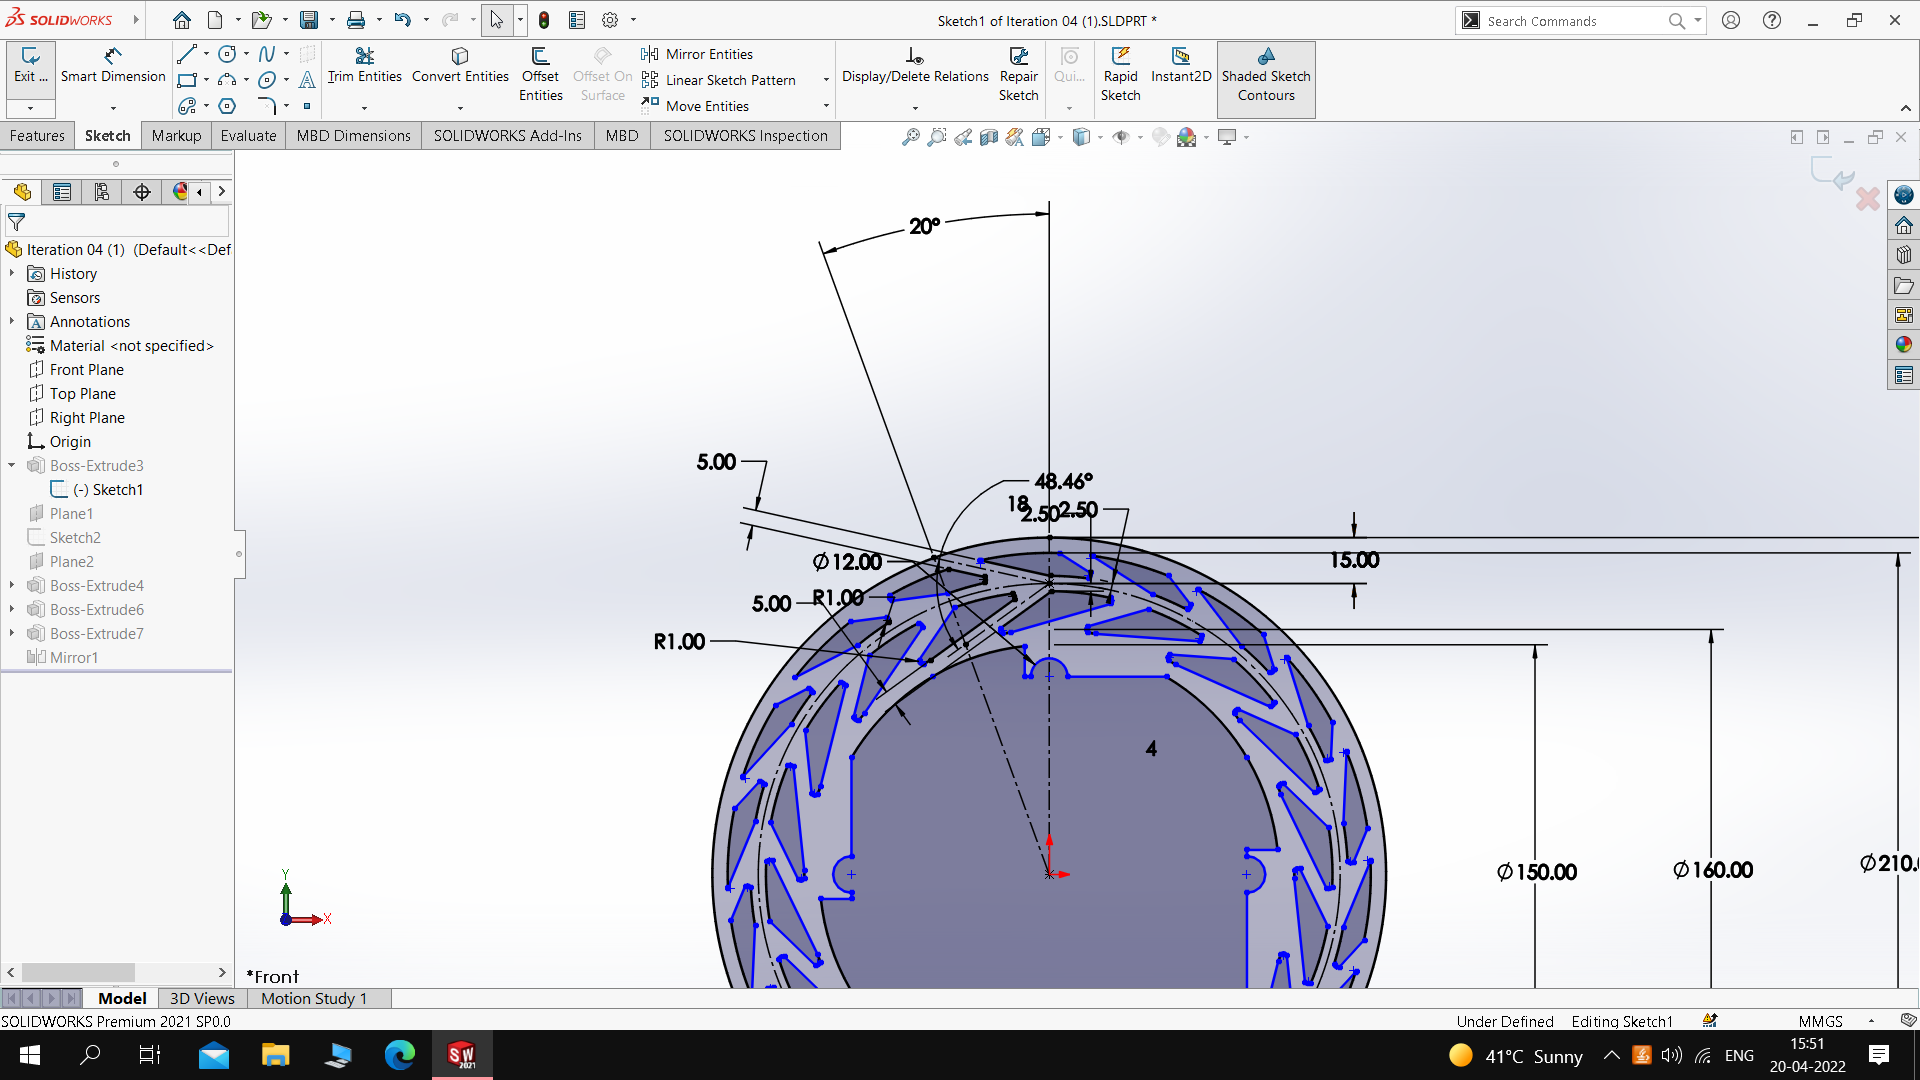 SOLIDWORKS
Sketch1 of Iteration 04 (1).SLDPRT *
Search Commands
Exit ...
Smart Dimension
Trim Entities
Convert Entities
Offset Entities
Offset On Surface
Mirror Entities
Linear Sketch Pattern
Move Entities
Display/Delete Relations
Repair Sketch
Qui...
Rapid Sketch
Instant2D
Shaded Sketch Contours
Features
Sketch
Markup
Evaluate
MBD Dimensions
SOLIDWORKS Add-Ins
MBD
SOLIDWORKS Inspection
Iteration 04 (1) (Default<<Def
History
Sensors
Annotations
Material <not specified>
Front Plane
Top Plane
Right Plane
Origin
Boss-Extrude3
(-) Sketch1
Plane1
Sketch2
Plane2
Boss-Extrude4
Boss-Extrude6
Boss-Extrude7
Mirror1
20°
5.00
48.46°
18
2.50
2.50
15.00
Ø12.00
5.00
R1.00
R1.00
4
Ø150.00
Ø160.00
Ø210.
Y
X
*Front
Model
3D Views
Motion Study 1
SOLIDWORKS Premium 2021 SP0.0
Under Defined
Editing Sketch1
MMGS
SW
2021
41°C Sunny
ENG
15:51
20-04-2022